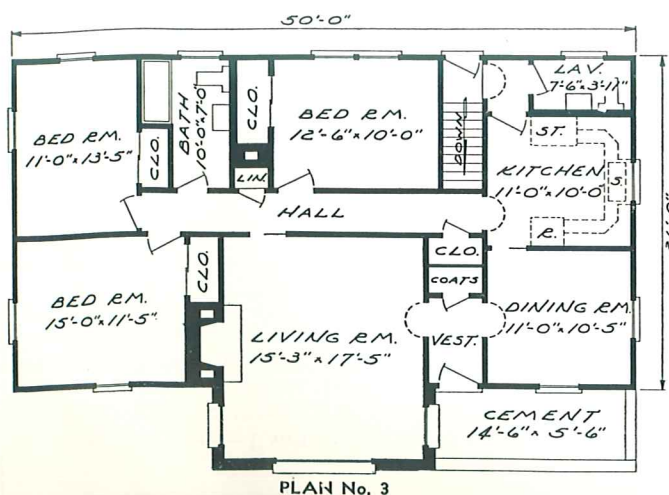 50'-0"
LAV.
7'-6"x3'-11"
BED RM.
11'-0"x13'-5"
CLO.
BATH
10'-0"x7'-0"
CLO.
BED RM.
12'-6"x10'-0"
LIN.
DOWN
ST.
KITCHEN
11'-0"x10'-0
S.
R.
HALL
CLO.
COATS
BED RM.
15'-0"x11'-5"
CLO.
LIVING RM.
15'-3"x17'-5"
VEST.
DINING RM.
11'-0"x10'-5"
CEMENT
14'-6"x5'-6"
PLAN No. 3